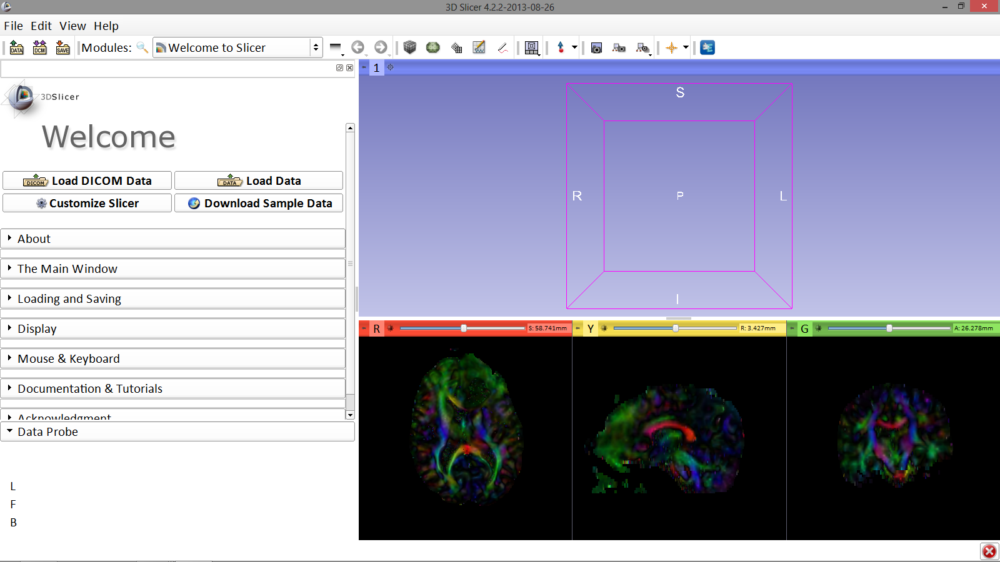 3D Slicer 4.2.2-2013-08-26
File Edit View Help
DATA DCM SAVE Modules: Welcome to Slicer
1
3DSlicer
Welcome
DICOM Load DICOM Data DATA Load Data
Customize Slicer Download Sample Data
About
The Main Window
Loading and Saving
Display
Mouse & Keyboard
Documentation & Tutorials
Acknowledgment
Data Probe
L
F
B
S
R P L
I
R S: 58.741mm Y R: 3.427mm G A: 26.278mm